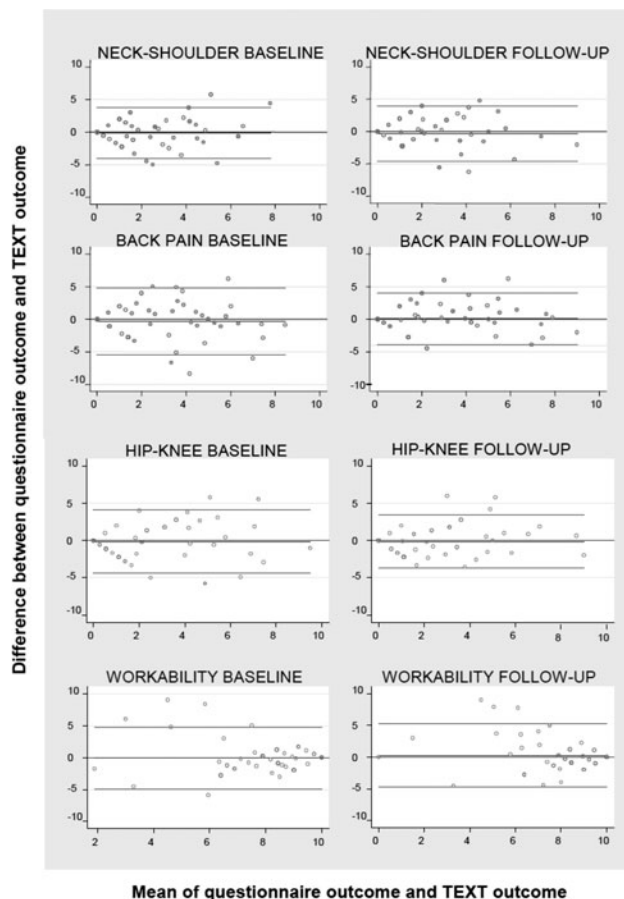 Difference between questionnaire outcome and TEXT outcome
NECK-SHOULDER BASELINE
10
5
0
-5
-10
0 2 4 6 8 10
NECK-SHOULDER FOLLOW-UP
10
5
0
-5
-10
0 2 4 6 8 10
BACK PAIN BASELINE
10
5
0
-5
-10
0 2 4 6 8 10
BACK PAIN FOLLOW-UP
10
5
0
-5
-10
0 2 4 6 8 10
HIP-KNEE BASELINE
10
5
0
-5
-10
0 2 4 6 8 10
HIP-KNEE FOLLOW-UP
10
5
0
-5
-10
0 2 4 6 8 10
WORKABILITY BASELINE
10
5
0
-5
-10
2 4 6 8 10
WORKABILITY FOLLOW-UP
10
5
0
-5
-10
0 2 4 6 8 10
Mean of questionnaire outcome and TEXT outcome